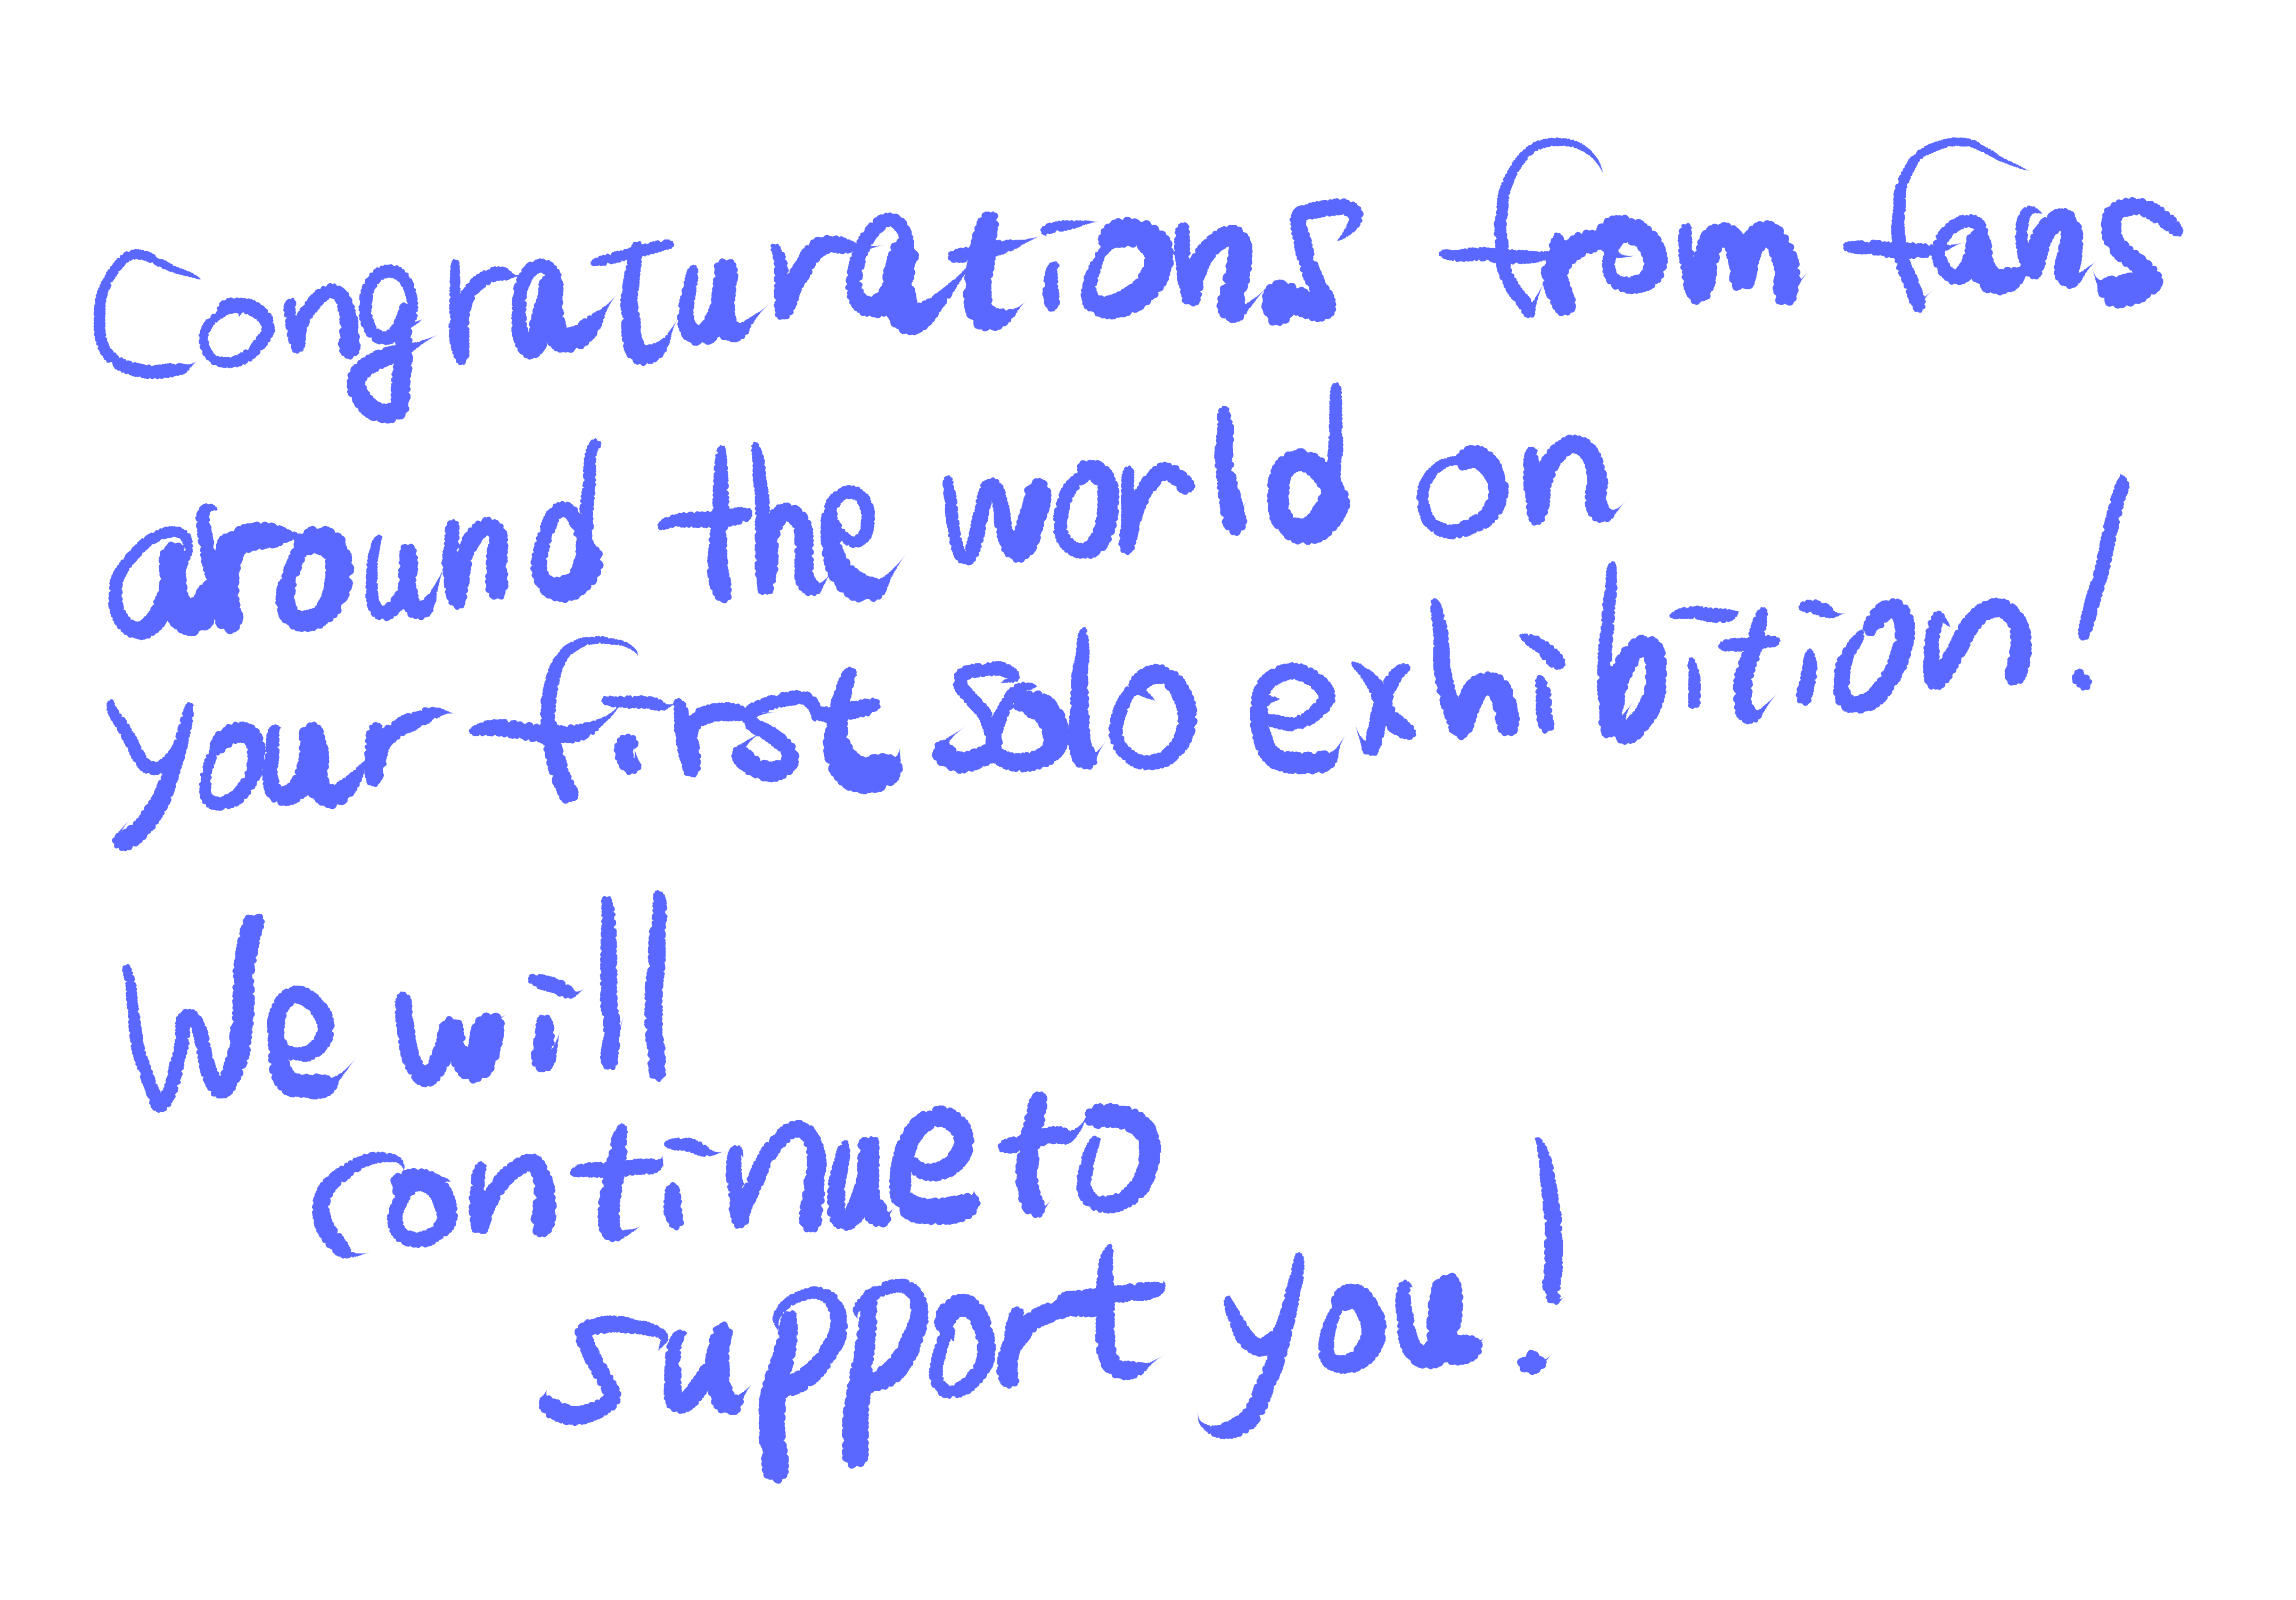 Congraturations from fans
around the world on
your first solo exhibition!
We will
continue to
support you!